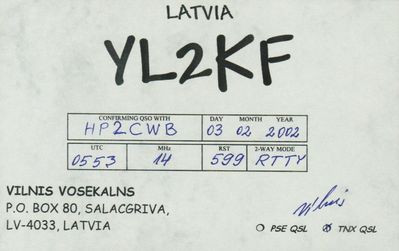 LATVIA
YL2KF
CONFIRMING QSO WITH DAY MONTH YEAR
HP2CWB 03 02 2002
UTC MHz RST 2-WAY MODE
0553 14 599 RTTY
VILNIS VOSEKALNS
P.O. BOX 80, SALACGRIVA,
LV-4033, LATVIA
Vilnis
PSE QSL TNX QSL